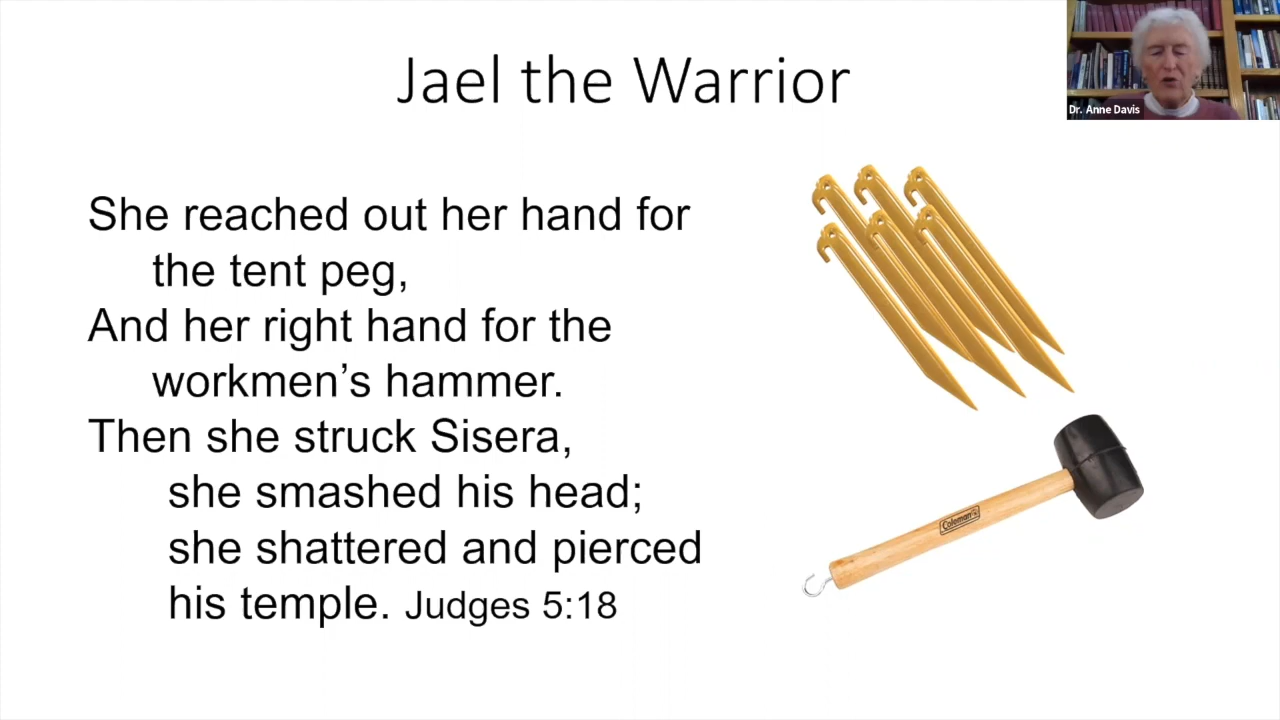 Jael the Warrior
Dr. Anne Davis
She reached out her hand for
the tent peg,
And her right hand for the
workmen’s hammer.
Then she struck Sisera,
she smashed his head;
she shattered and pierced
his temple. Judges 5:18
Coleman